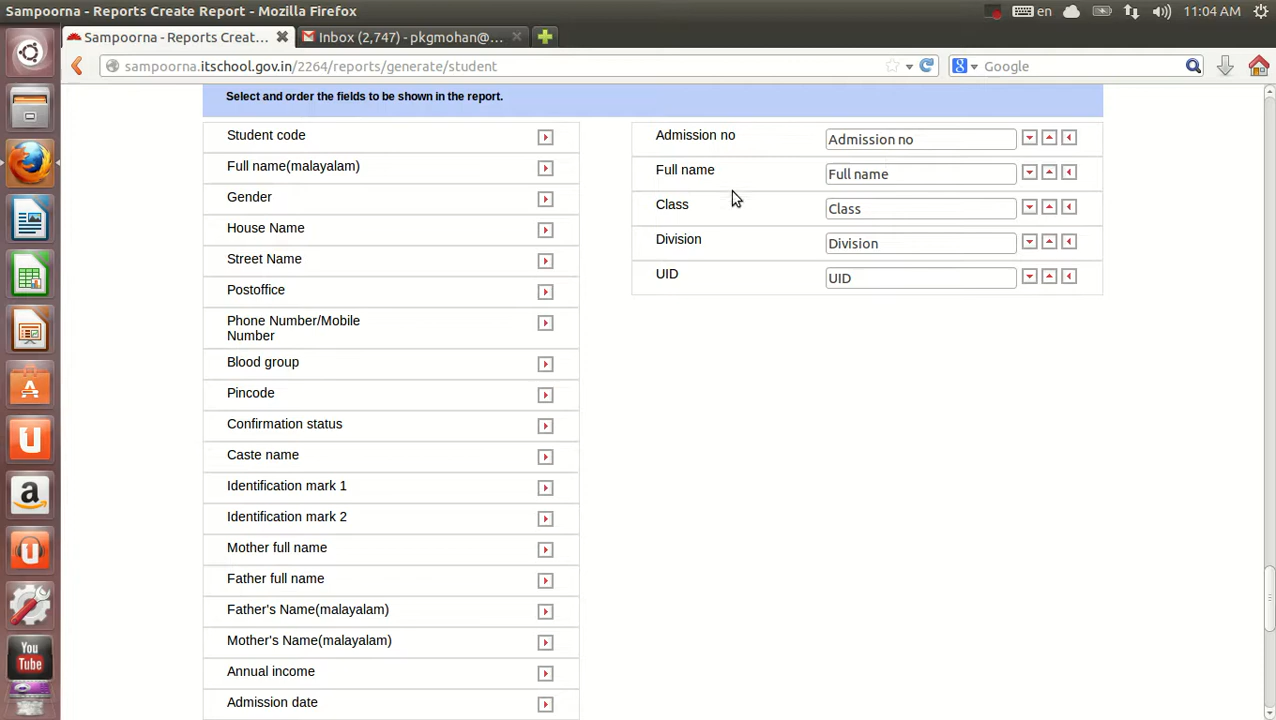 Sampoorna - Reports Create Report - Mozilla Firefox
en
11:04 AM
Sampoorna - Reports Creat...
Inbox (2,747) - pkgmohan@...
sampoorna.itschool.gov.in/2264/reports/generate/student
Google
Select and order the fields to be shown in the report.
Student code
Full name(malayalam)
Gender
House Name
Street Name
Postoffice
Phone Number/Mobile
Number
Blood group
Pincode
Confirmation status
Caste name
Identification mark 1
Identification mark 2
Mother full name
Father full name
Father's Name(malayalam)
Mother's Name(malayalam)
Annual income
Admission date
Admission no
Admission no
Full name
Full name
Class
Class
Division
Division
UID
UID
You
Tube